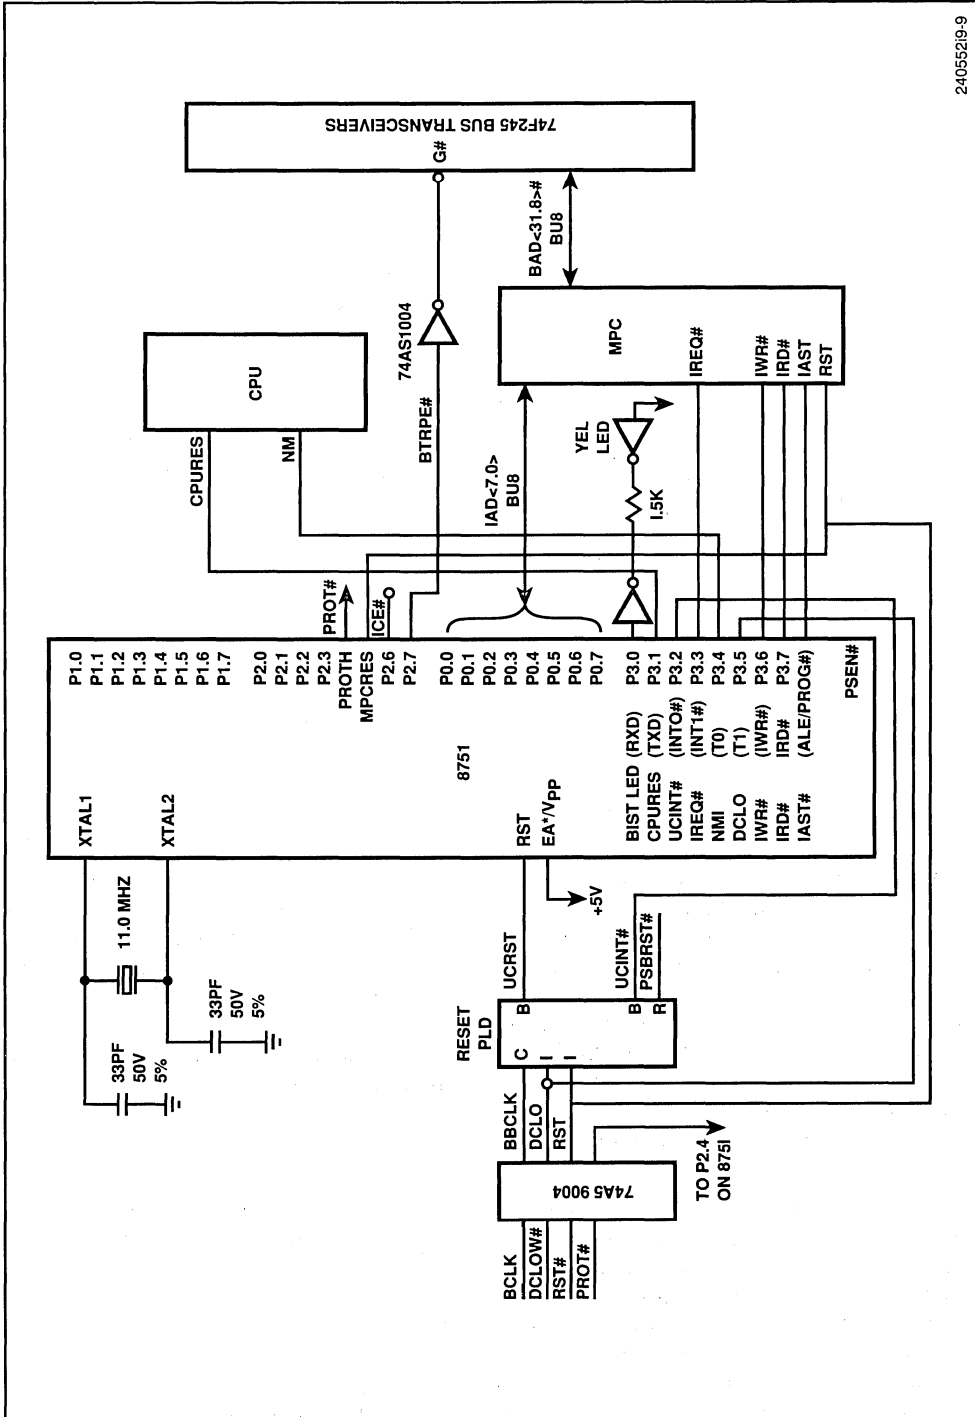 240552i9-9
74F245 BUS TRANSCEIVERS
G#
BAD<31.8>#
BU8
74AS1004
CPU
MPC
IREQ#
IWR#
IRD#
IAST
RST
CPURES
NM
BTRPE#
IAD<7.0>
BU8
YEL
LED
1.5K
PROT#
ICE#
P1.0
P1.1
P1.2
P1.3
P1.4
P1.5
P1.6
P1.7
P2.0
P2.1
P2.2
P2.3
PROTH
MPCRES
P2.6
P2.7
P0.0
P0.1
P0.2
P0.3
P0.4
P0.5
P0.6
P0.7
BIST LED (RXD) P3.0
CPURES (TXD) P3.1
UCINT# (INTO#) P3.2
IREQ# (INT1#) P3.3
NMI (T0) P3.4
DCLO (T1) P3.5
IWR# (IWR#) P3.6
IRD# IRD# P3.7
IAST# (ALE/PROG#)
PSEN#
8751
XTAL1
XTAL2
RST
EA*/VPP
11.0 MHZ
33PF
50V
5%
33PF
50V
5%
+5V
UCRST
UCINT#
PSBRST#
RESET
PLD
C
I
I
B
B
R
BBCLK
DCLO
RST
74A5 9004
TO P2.4
ON 875I
BCLK
DCLOW#
RST#
PROT#